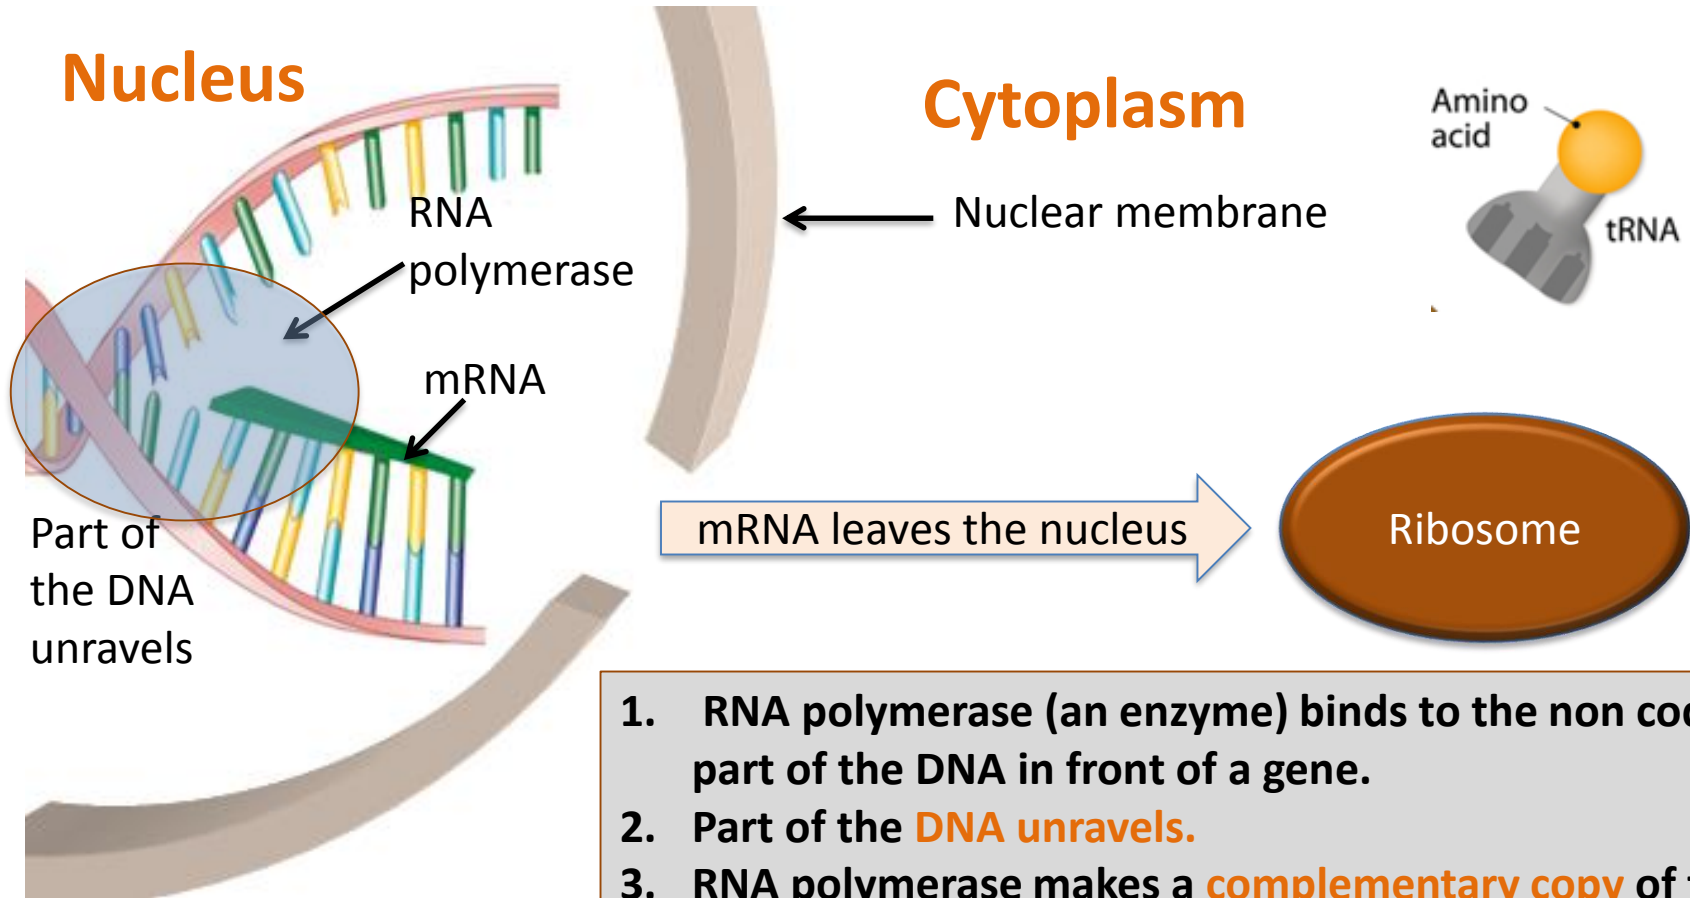 Nucleus
Cytoplasm
Amino
acid
tRNA
RNA
polymerase
Nuclear membrane
mRNA
Part of
the DNA
unravels
mRNA leaves the nucleus
Ribosome
1. RNA polymerase (an enzyme) binds to the non
part of the DNA in front of a gene.
2. Part of the DNA unravels.
3. RNA polymerase makes a complementary copy of